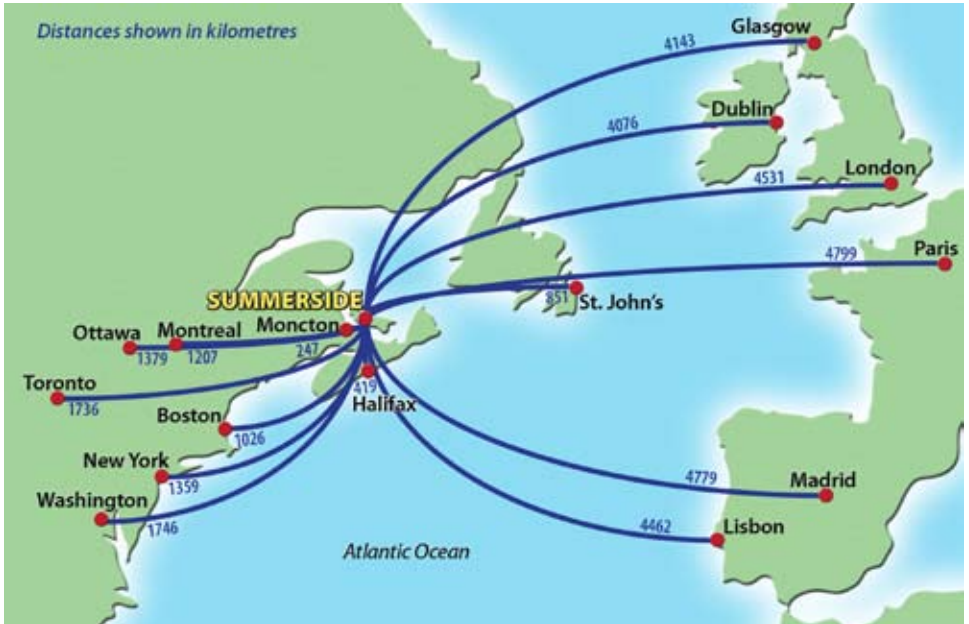 Distances shown in kilometres
Glasgow
4143
Dublin
4076
London
4531
Paris
4799
SUMMERSIDE
851
St. John's
Ottawa
Montreal
Moncton
1379
1207
247
Toronto
1736
419
Halifax
Boston
1026
New York
1359
Washington
1746
4779
Madrid
4462
Lisbon
Atlantic Ocean